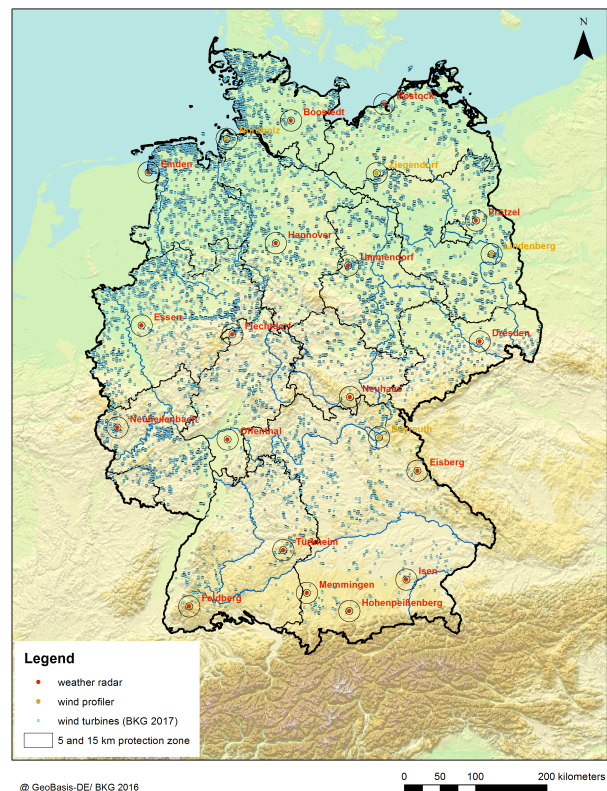 N
Rostock
Boostedt
Nordholz
Emden
Ziegendorf
Prötzel
Hannover
Lindenberg
Ummendorf
Essen
Flechtdorf
Dresden
Neuhaus
Neuheilenbach
Bayreuth
Offenthal
Eisberg
Türkheim
Isen
Memmingen
Feldberg
Hohenpeißenberg
Legend
weather radar
wind profiler
wind turbines (BKG 2017)
5 and 15 km protection zone
@ GeoBasis-DE/ BKG 2016
0 50 100 200 kilometers